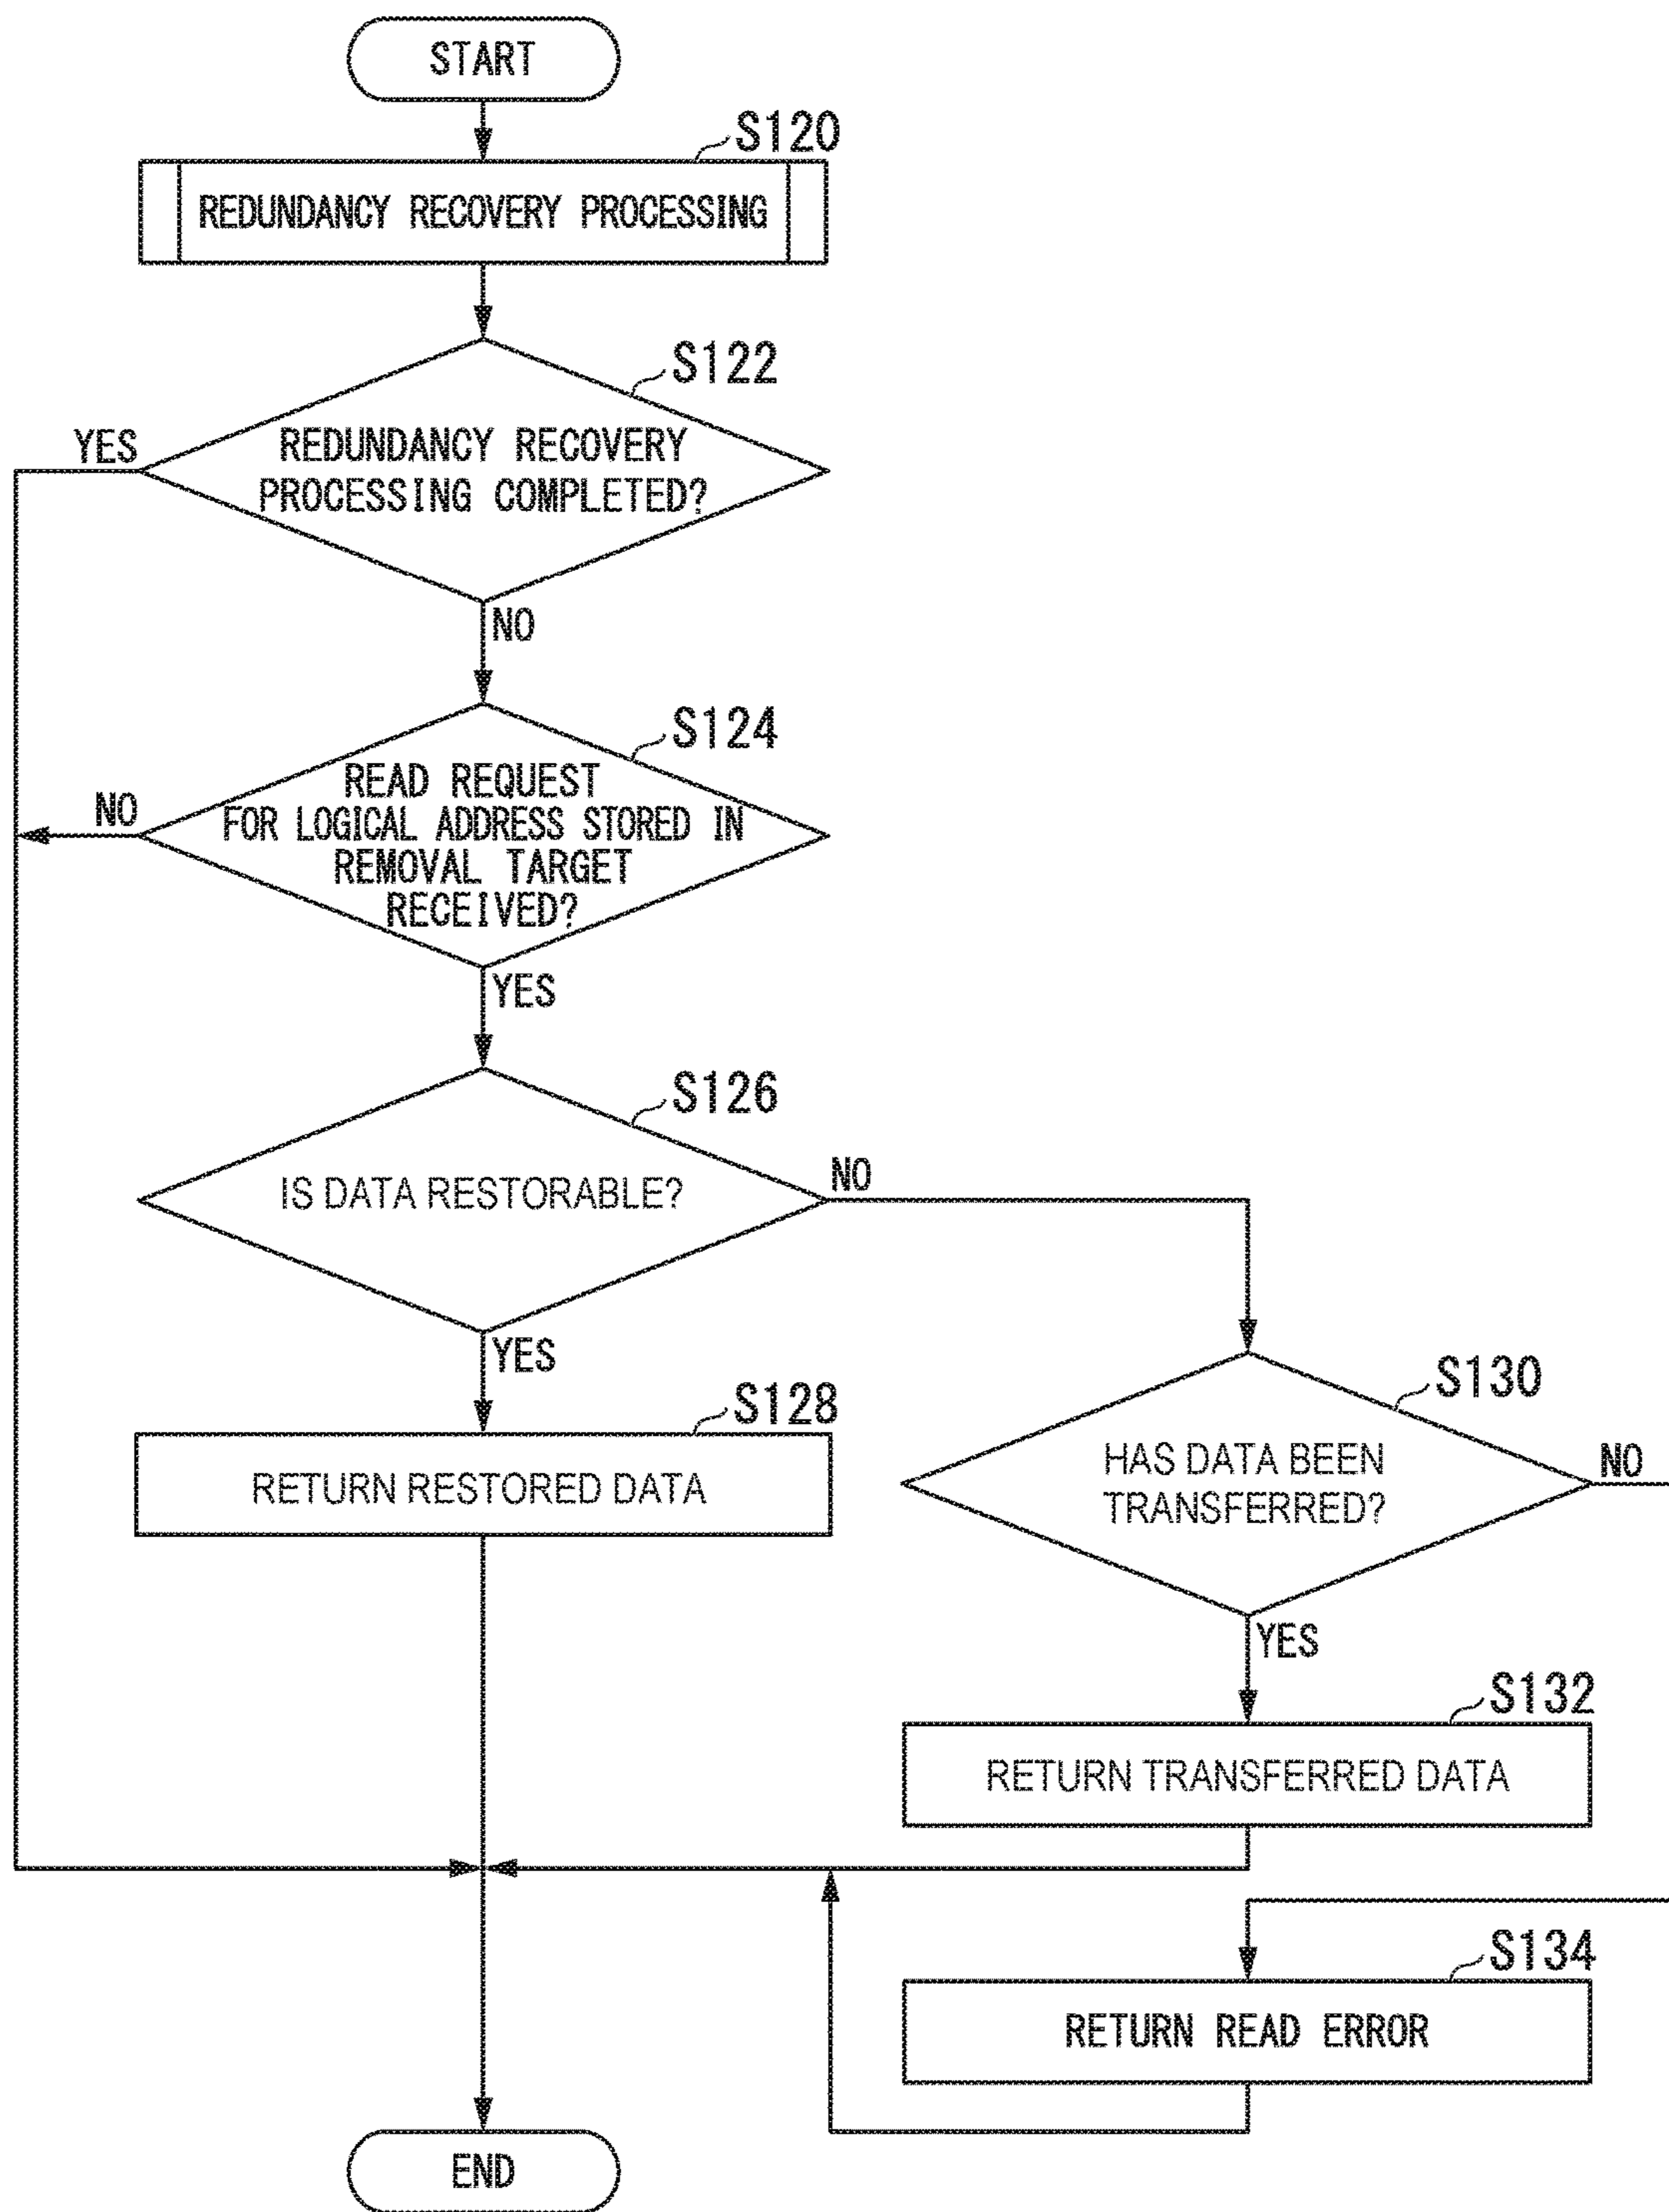 START
S120
REDUNDANCY RECOVERY PROCESSING
S122
YES
REDUNDANCY RECOVERY
PROCESSING COMPLETED?
NO
S124
NO
READ REQUEST
FOR LOGICAL ADDRESS STORED IN
REMOVAL TARGET
RECEIVED?
YES
S126
IS DATA RESTORABLE?
NO
YES
S128
RETURN RESTORED DATA
S130
HAS DATA BEEN
TRANSFERRED?
NO
YES
S132
RETURN TRANSFERRED DATA
S134
RETURN READ ERROR
END